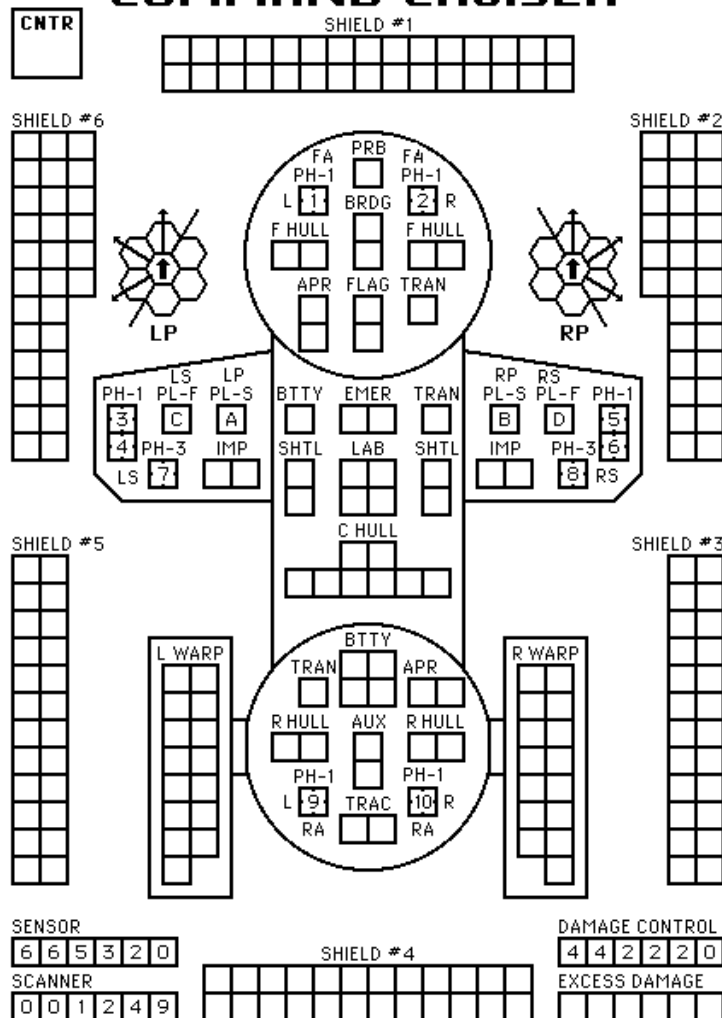 COMMAND CRUISER
CNTR
SHIELD #1
SHIELD #6
SHIELD #2
PRB
FA FA
PH-1 PH-1
L 1 BRDG 2 R
F HULL F HULL
APR FLAG TRAN
LP RP
LS LP RP RS
PH-1 PL-F PL-S BTTY EMER TRAN PL-S PL-F PH-1
3 C A B D 5
4 PH-3 IMP SHTL LAB SHTL IMP PH-3 6
LS 7 8 RS
C HULL
SHIELD #5 SHIELD #3
BTTY
L WARP TRAN APR R WARP
R HULL AUX R HULL
PH-1 PH-1
L 9 TRAC 10 R
RA RA
SENSOR DAMAGE CONTROL
6 6 5 3 2 0 SHIELD #4 4 4 2 2 2 0
SCANNER EXCESS DAMAGE
0 0 1 2 4 9